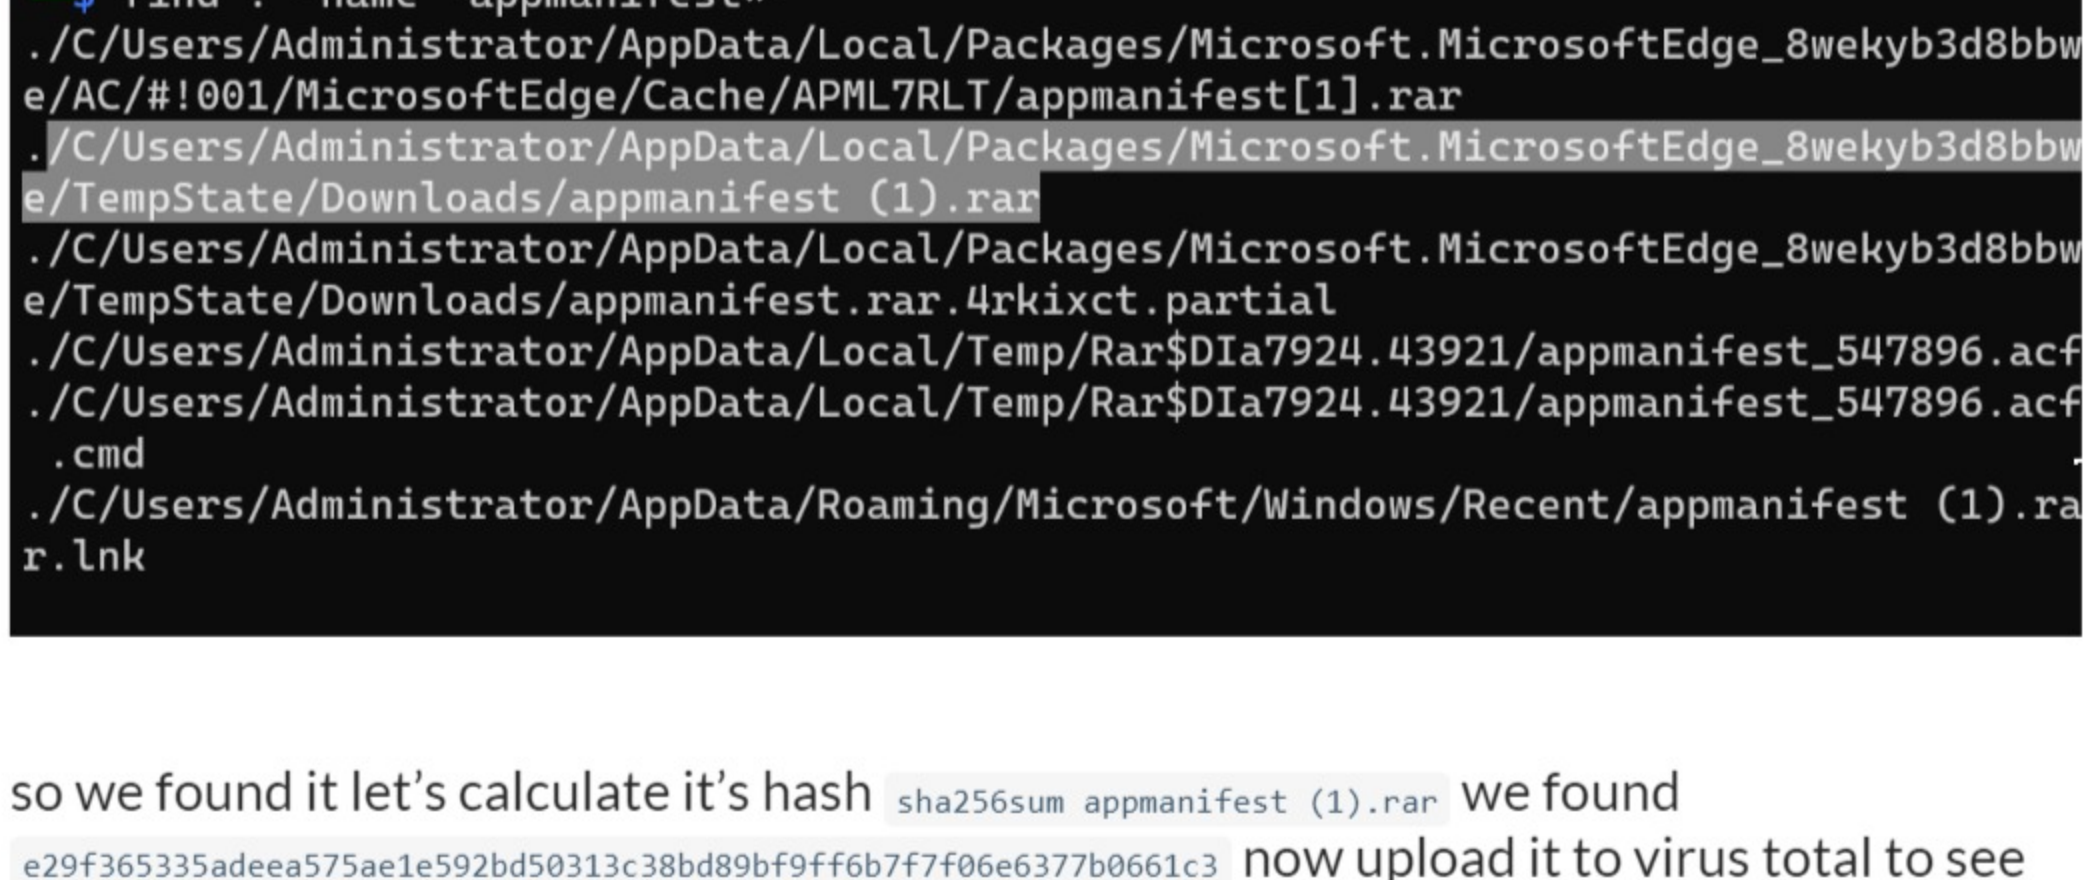 $ find . -name "appmanifest*"
./C/Users/Administrator/AppData/Local/Packages/Microsoft.MicrosoftEdge_8wekyb3d8bbw
e/AC/#!001/MicrosoftEdge/Cache/APML7RLT/appmanifest[1].rar
./C/Users/Administrator/AppData/Local/Packages/Microsoft.MicrosoftEdge_8wekyb3d8bbw
e/TempState/Downloads/appmanifest (1).rar
./C/Users/Administrator/AppData/Local/Packages/Microsoft.MicrosoftEdge_8wekyb3d8bbw
e/TempState/Downloads/appmanifest.rar.4rkixct.partial
./C/Users/Administrator/AppData/Local/Temp/Rar$DIa7924.43921/appmanifest_547896.acf
./C/Users/Administrator/AppData/Local/Temp/Rar$DIa7924.43921/appmanifest_547896.acf
.cmd
./C/Users/Administrator/AppData/Roaming/Microsoft/Windows/Recent/appmanifest (1).ra
r.lnk
so we found it let’s calculate it’s hash sha256sum appmanifest (1).rar we found
e29f365335adeea575ae1e592bd50313c38bd89bf9ff6b7f7f06e6377b0661c3 now upload it to virus total to see